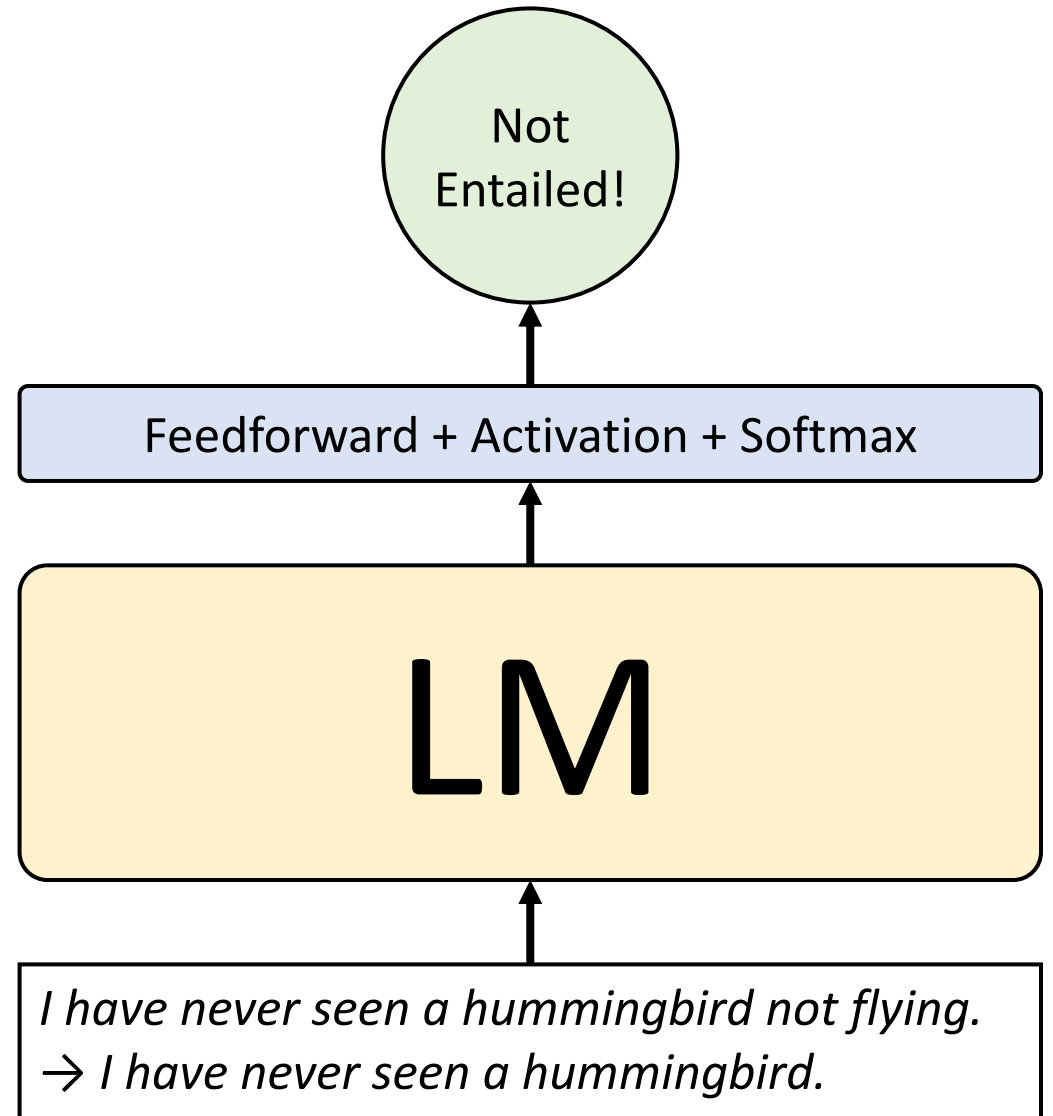 Not
Entailed!
Feedforward + Activation + Softmax
LM
I have never seen a hummingbird not flying.
→ I have never seen a hummingbird.